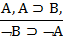 A, A ⊃ B,
¬B ⊃ ¬A